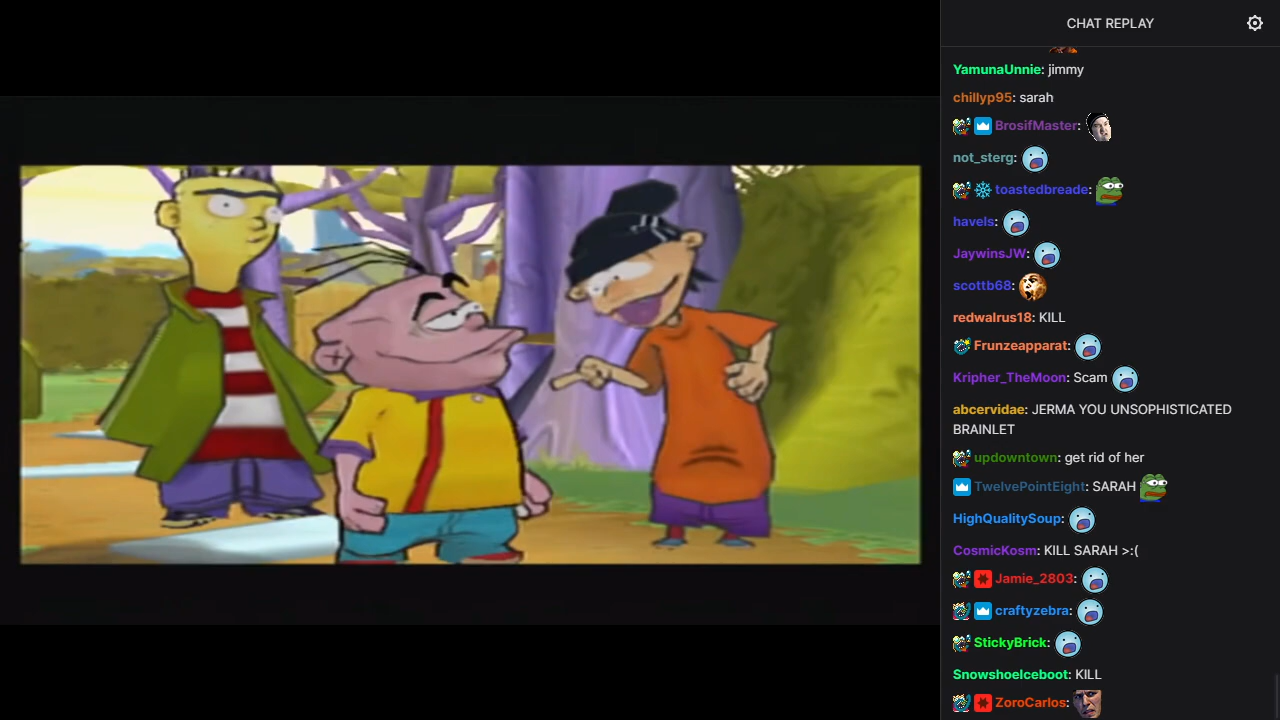 CHAT REPLAY
YamunaUnnie: jimmy
chillyp95: sarah
BrosifMaster:
not_sterg:
toastedbreade:
havels:
JaywinsJW:
scottb68:
redwalrus18: KILL
Frunzeapparat:
Kripher_TheMoon: Scam
abcervidae: JERMA YOU UNSOPHISTICATED
BRAINLET
updowntown: get rid of her
TwelvePointEight: SARAH
HighQualitySoup:
CosmicKosm: KILL SARAH >:(
Jamie_2803:
craftyzebra:
StickyBrick:
SnowshoeIceboot: KILL
ZoroCarlos: